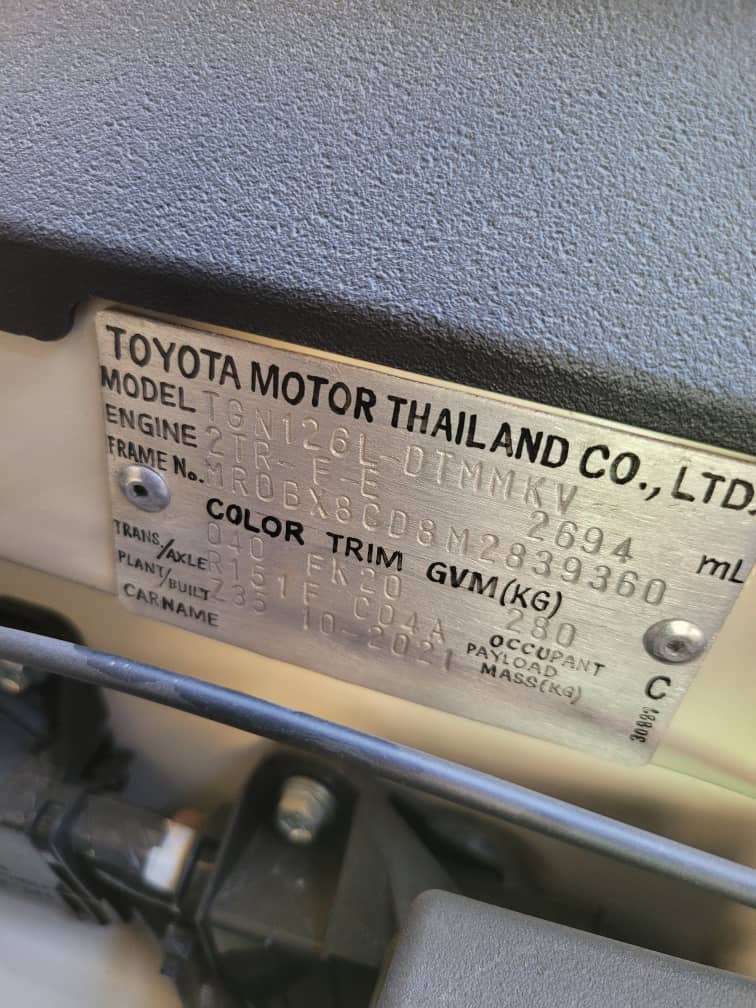 TOYOTA MOTOR THAILAND CO., LTD.
MODEL TGN126L-DTMMKV
ENGINE 2TR-FE 2694 mL
FRAME No. MR0BX8CD8M2839360
COLOR TRIM GVM(KG)
040 FK20 280
TRANS/AXLE R151F C04A OCCUPANT
PLANT/BUILT Z35 10-2021 PAYLOAD
CARNAME MASS(KG) C